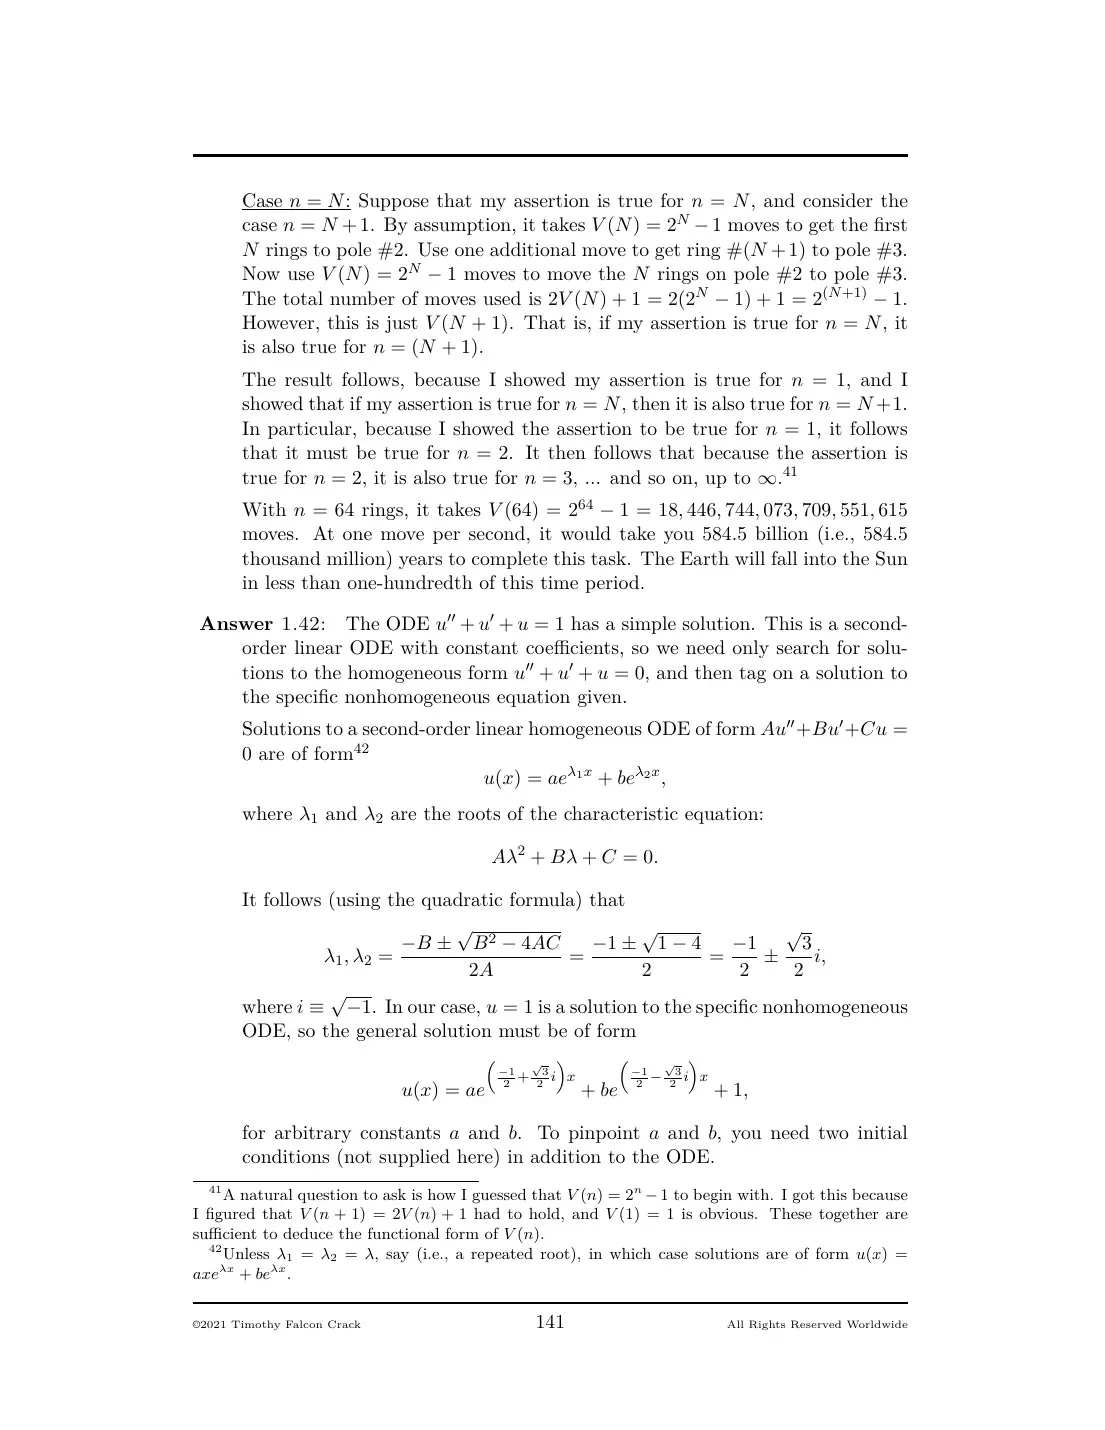 Case n = N: Suppose that my assertion is true for n = N, and consider the
case n = N + 1. By assumption, it takes V(N) = 2^N − 1 moves to get the first
N rings to pole #2. Use one additional move to get ring #(N + 1) to pole #3.
Now use V(N) = 2^N − 1 moves to move the N rings on pole #2 to pole #3.
The total number of moves used is 2V(N) + 1 = 2(2^N − 1) + 1 = 2^(N+1) − 1.
However, this is just V(N + 1). That is, if my assertion is true for n = N, it
is also true for n = (N + 1).
The result follows, because I showed my assertion is true for n = 1, and I
showed that if my assertion is true for n = N, then it is also true for n = N+1.
In particular, because I showed the assertion to be true for n = 1, it follows
that it must be true for n = 2. It then follows that because the assertion is
true for n = 2, it is also true for n = 3, ... and so on, up to ∞.^41
With n = 64 rings, it takes V(64) = 2^64 − 1 = 18, 446, 744, 073, 709, 551, 615
moves. At one move per second, it would take you 584.5 billion (i.e., 584.5
thousand million) years to complete this task. The Earth will fall into the Sun
in less than one-hundredth of this time period.
Answer 1.42: The ODE u″ + u′ + u = 1 has a simple solution. This is a second-
order linear ODE with constant coefficients, so we need only search for solu-
tions to the homogeneous form u″ + u′ + u = 0, and then tag on a solution to
the specific nonhomogeneous equation given.
Solutions to a second-order linear homogeneous ODE of form Au″+Bu′+Cu =
0 are of form^42
u(x) = ae^{λ₁x} + be^{λ₂x},
where λ₁ and λ₂ are the roots of the characteristic equation:
Aλ² + Bλ + C = 0.
It follows (using the quadratic formula) that
λ₁, λ₂ = (−B ± √(B² − 4AC))/(2A) = (−1 ± √(1 − 4))/2 = −1/2 ± (√3/2)i,
where i ≡ √−1. In our case, u = 1 is a solution to the specific nonhomogeneous
ODE, so the general solution must be of form
u(x) = ae^{(−1/2 + (√3/2)i)x} + be^{(−1/2 − (√3/2)i)x} + 1,
for arbitrary constants a and b. To pinpoint a and b, you need two initial
conditions (not supplied here) in addition to the ODE.
^41 A natural question to ask is how I guessed that V(n) = 2^n − 1 to begin with. I got this because
I figured that V(n + 1) = 2V(n) + 1 had to hold, and V(1) = 1 is obvious. These together are
sufficient to deduce the functional form of V(n).
^42 Unless λ₁ = λ₂ = λ, say (i.e., a repeated root), in which case solutions are of form u(x) =
axe^{λx} + be^{λx}.
©2021 Timothy Falcon Crack 141 All Rights Reserved Worldwide